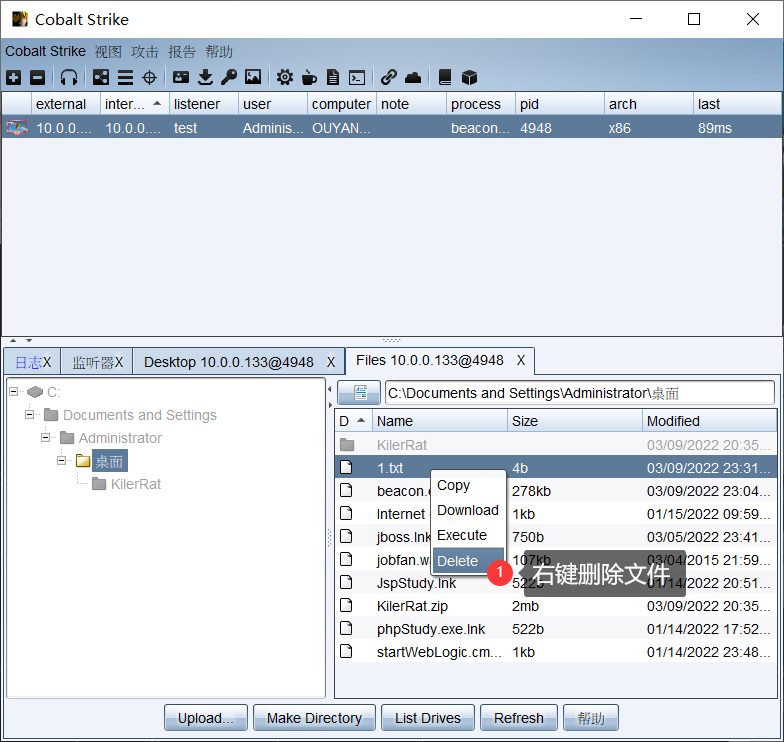 Cobalt Strike
Cobalt Strike 视图 攻击 报告 帮助
external inter... listener user computer note process pid arch last
10.0.0.... 10.0.0.... test Adminis... OUYAN... beacon... 4948 x86 89ms
日志X 监听器X Desktop 10.0.0.133@4948 X Files 10.0.0.133@4948 X
C:
Documents and Settings
Administrator
桌面
KilerRat
C:\Documents and Settings\Administrator\桌面
D Name Size Modified
KilerRat 03/09/2022 20:35...
1.txt 4b 03/09/2022 23:31...
beacon.e 278kb 03/09/2022 23:04...
Internet 1kb 01/15/2022 09:59...
jboss.lnk 750b 03/05/2022 23:41...
jobfan.w 107kb 03/04/2015 21:59...
JspStudy.lnk 522b 01/14/2022 20:51...
KilerRat.zip 2mb 03/09/2022 20:35...
phpStudy.exe.lnk 522b 01/14/2022 17:52...
startWebLogic.cm... 1kb 01/14/2022 23:48...
Copy
Download
Execute
Delete
1 右键删除文件
Upload... Make Directory List Drives Refresh 帮助